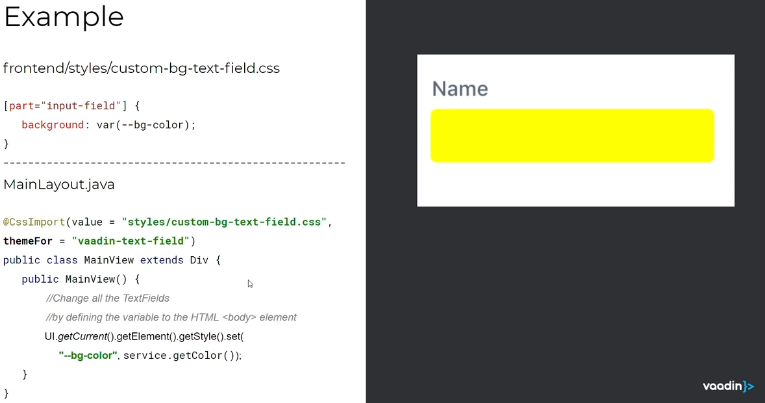 Example
frontend/styles/custom-bg-text-field.css
[part="input-field"] {
background: var(--bg-color);
}
----------------------------------------------------
MainLayout.java
@CssImport(value = "styles/custom-bg-text-field.css",
themeFor = "vaadin-text-field")
public class MainView extends Div {
public MainView() {
//Change all the TextFields
//by defining the variable to the HTML <body> element
UI.getCurrent().getElement().getStyle().set(
"--bg-color", service.getColor());
}
}
Name
vaadin}>